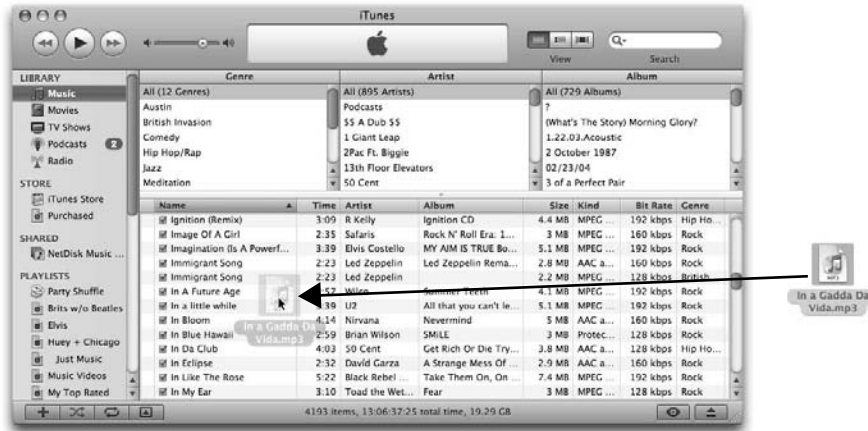 iTunes
View
Search
LIBRARY
Music
Movies
TV Shows
Podcasts 2
Radio
STORE
iTunes Store
Purchased
SHARED
NetDisk Music ...
PLAYLISTS
Party Shuffle
Brits w/o Beatles
Elvis
Huey + Chicago
Just Music
Music Videos
My Top Rated
Genre Artist Album
All (12 Genres) All (895 Artists) All (729 Albums)
Austin Podcasts ?
British Invasion $$ A Dub $$ (What's The Story) Morning Glory?
Comedy 1 Giant Leap 1.22.03.Acoustic
Hip Hop/Rap 2Pac Ft. Biggie 2 October 1987
Jazz 13th Floor Elevators 02/23/04
Meditation 50 Cent 3 of a Perfect Pair
Name Time Artist Album Size Kind Bit Rate Genre
Ignition (Remix) 3:09 R Kelly Ignition CD 4.4 MB MPEG ... 192 kbps Hip Ho...
Image Of A Girl 2:35 Safaris Rock N' Roll Era: 1... 3 MB MPEG ... 160 kbps Rock
Imagination (Is A Powerf... 3:39 Elvis Costello MY AIM IS TRUE Bo... 5.1 MB MPEG ... 192 kbps Rock
Immigrant Song 2:23 Led Zeppelin Led Zeppelin Rema... 2.8 MB AAC a... 160 kbps Rock
Immigrant Song 2:23 Led Zeppelin 2.2 MB MPEG ... 128 kbps British
In A Future Age :57 Wilco Summer Teeth 4.1 MB MPEG ... 192 kbps Rock
In a little while :39 U2 All that you can't le... 5.1 MB MPEG ... 192 kbps Rock
In Bloom 4:14 Nirvana Nevermind 5 MB AAC a... 160 kbps Rock
In Blue Hawaii 2:59 Brian Wilson SMiLE 3 MB Protec... 128 kbps Rock
In Da Club 4:03 50 Cent Get Rich Or Die Try... 3.8 MB AAC a... 128 kbps Hip Ho...
In Eclipse 2:32 David Garza A Strange Mess Of ... 2.9 MB AAC a... 160 kbps Rock
In Like The Rose 5:22 Black Rebel ... Take Them On, On ... 7.4 MB MPEG ... 192 kbps Rock
In My Ear 3:10 Toad the Wet... Fear 3 MB MPEG ... 128 kbps Rock
In a Gadda Da
Vida.mp3
4193 items, 13:06:37:25 total time, 19.29 GB
MP3
In a Gadda Da
Vida.mp3